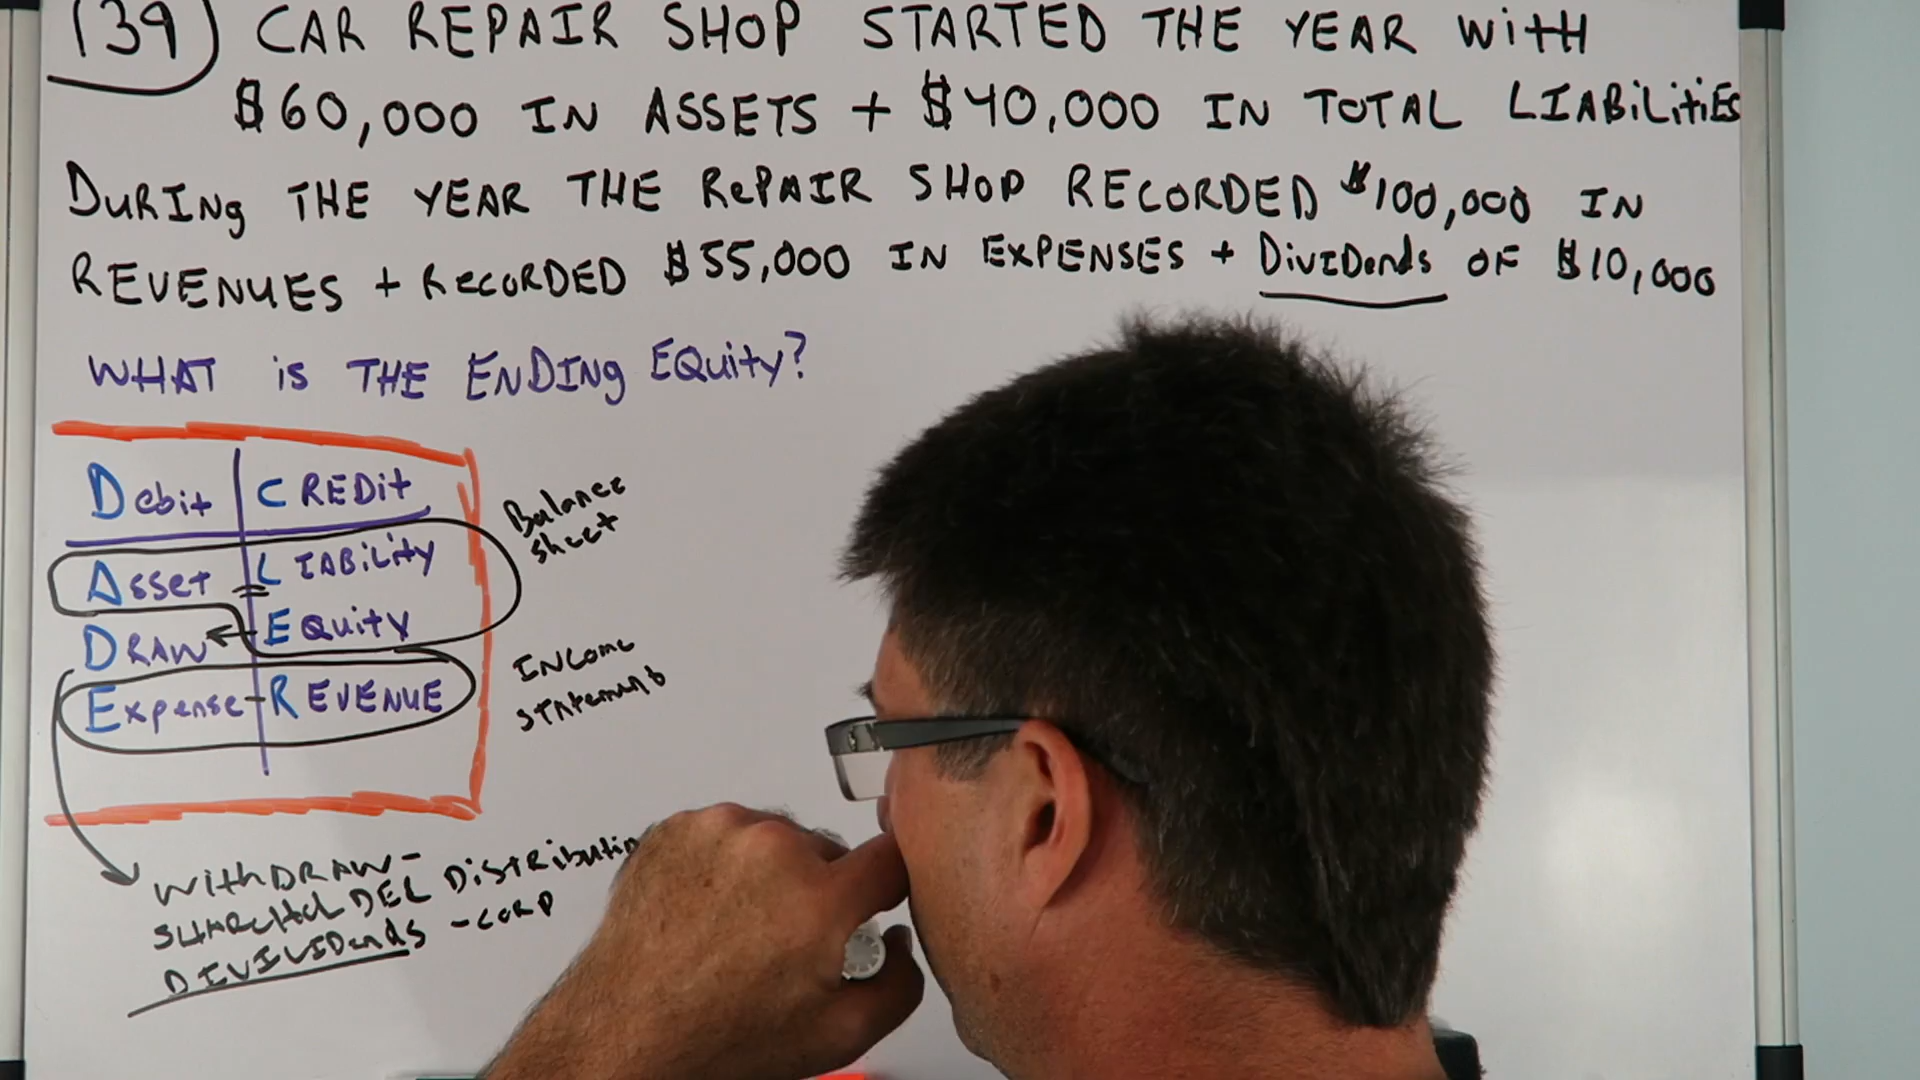 139) CAR REPAIR SHOP STARTED THE YEAR WITH
$60,000 IN ASSETS + $40,000 IN TOTAL LIABILITIES
DURING THE YEAR THE REPAIR SHOP RECORDED $100,000 IN
REVENUES + RECORDED $55,000 IN EXPENSES + DIVIDENDS OF $10,000
WHAT is THE ENDING EQUITY?
Debit CREDIT
Asset = LIABILITY
DRAW ← EQUITY
Expense - REVENUE
Balance
sheet
INCOME
STATEMENT
WITHDRAW -
DISTRIBUTION
DIVIVIDENDS - CORP